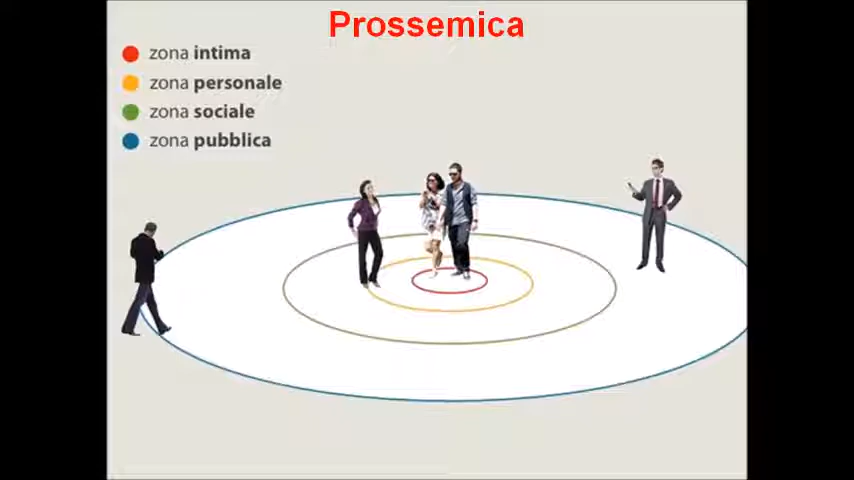 Prossemica
zona intima
zona personale
zona sociale
zona pubblica